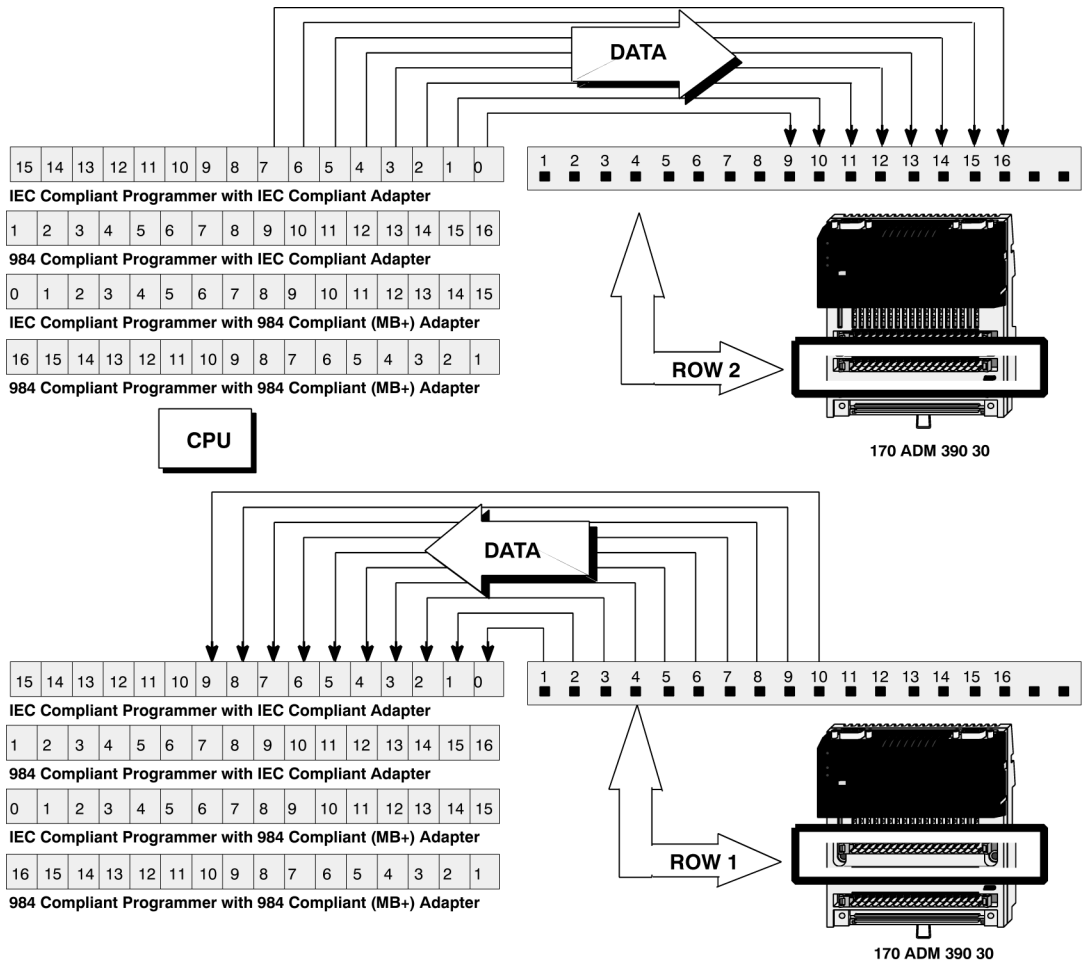 DATA
15 14 13 12 11 10 9 8 7 6 5 4 3 2 1 0
IEC Compliant Programmer with IEC Compliant Adapter
1 2 3 4 5 6 7 8 9 10 11 12 13 14 15 16
984 Compliant Programmer with IEC Compliant Adapter
0 1 2 3 4 5 6 7 8 9 10 11 12 13 14 15
IEC Compliant Programmer with 984 Compliant (MB+) Adapter
16 15 14 13 12 11 10 9 8 7 6 5 4 3 2 1
984 Compliant Programmer with 984 Compliant (MB+) Adapter
1 2 3 4 5 6 7 8 9 10 11 12 13 14 15 16
ROW 2
170 ADM 390 30
CPU
DATA
15 14 13 12 11 10 9 8 7 6 5 4 3 2 1 0
IEC Compliant Programmer with IEC Compliant Adapter
1 2 3 4 5 6 7 8 9 10 11 12 13 14 15 16
984 Compliant Programmer with IEC Compliant Adapter
0 1 2 3 4 5 6 7 8 9 10 11 12 13 14 15
IEC Compliant Programmer with 984 Compliant (MB+) Adapter
16 15 14 13 12 11 10 9 8 7 6 5 4 3 2 1
984 Compliant Programmer with 984 Compliant (MB+) Adapter
1 2 3 4 5 6 7 8 9 10 11 12 13 14 15 16
ROW 1
170 ADM 390 30